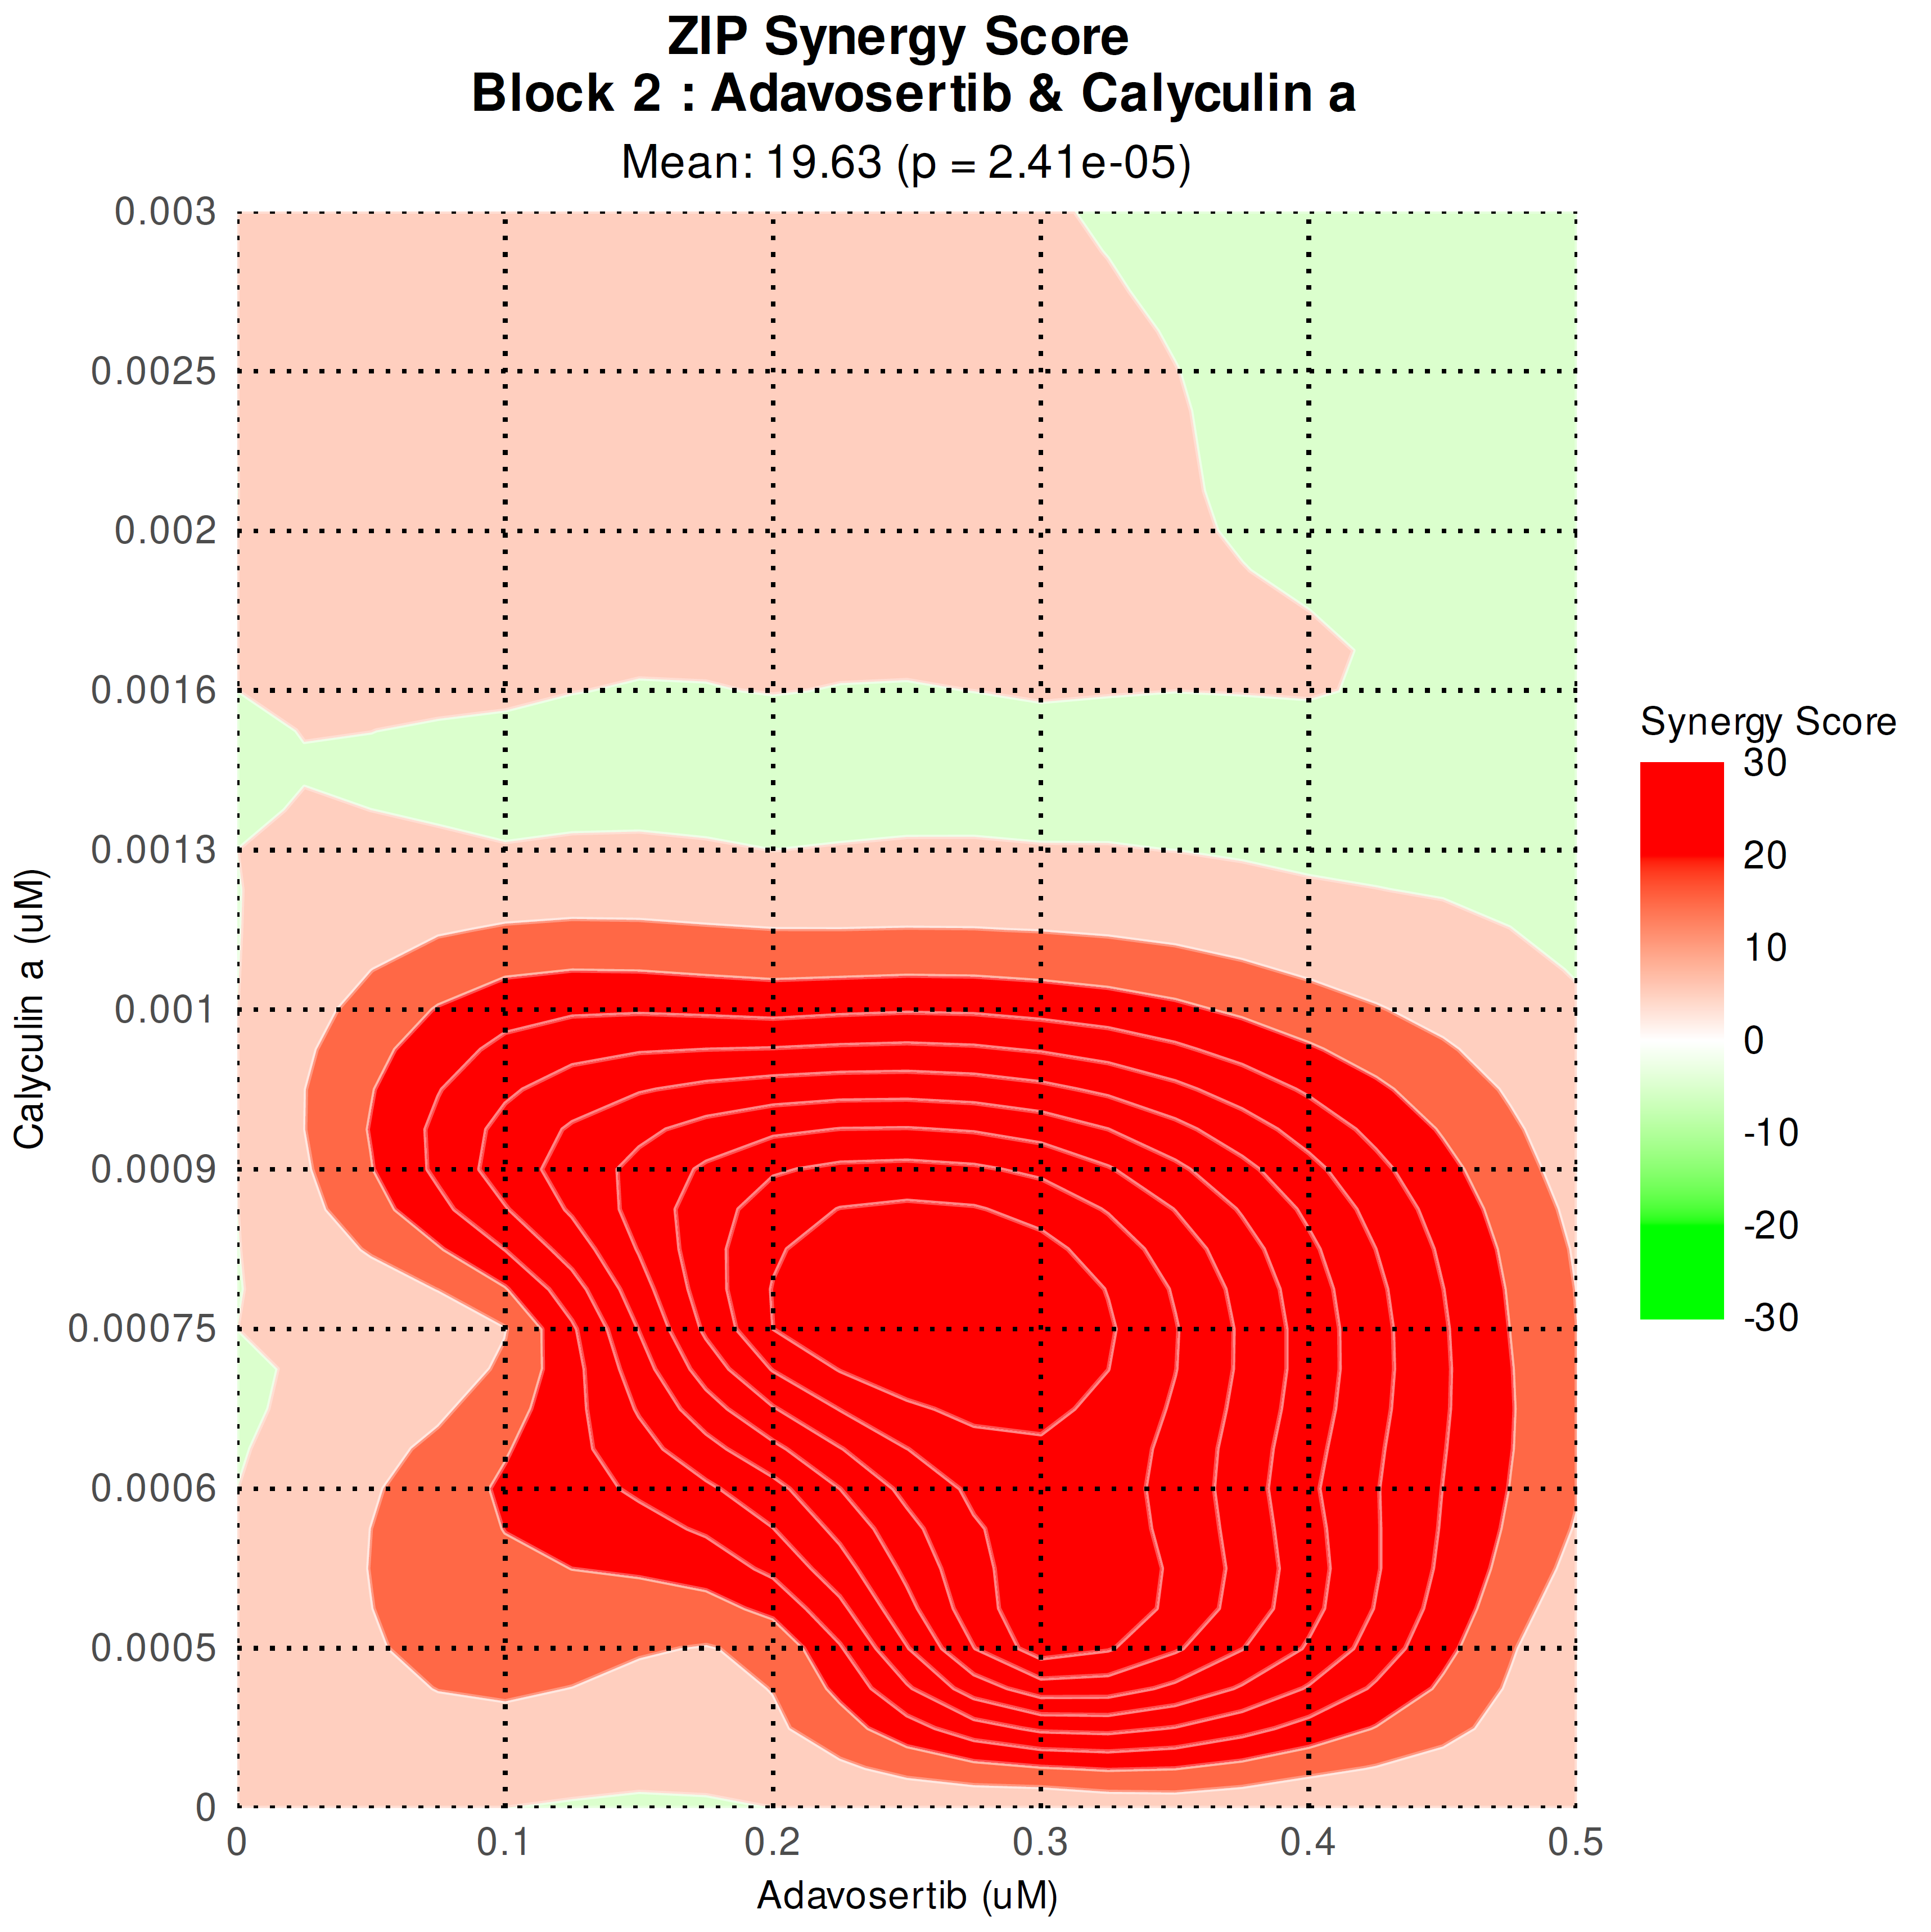 ZIP Synergy Score
Block 2 : Adavosertib & Calyculin a
Mean: 19.63 (p = 2.41e-05)
Calyculin a (uM)
0.003
0.0025
0.002
0.0016
0.0013
0.001
0.0009
0.00075
0.0006
0.0005
0
0 0.1 0.2 0.3 0.4 0.5
Adavosertib (uM)
Synergy Score
30
20
10
0
-10
-20
-30